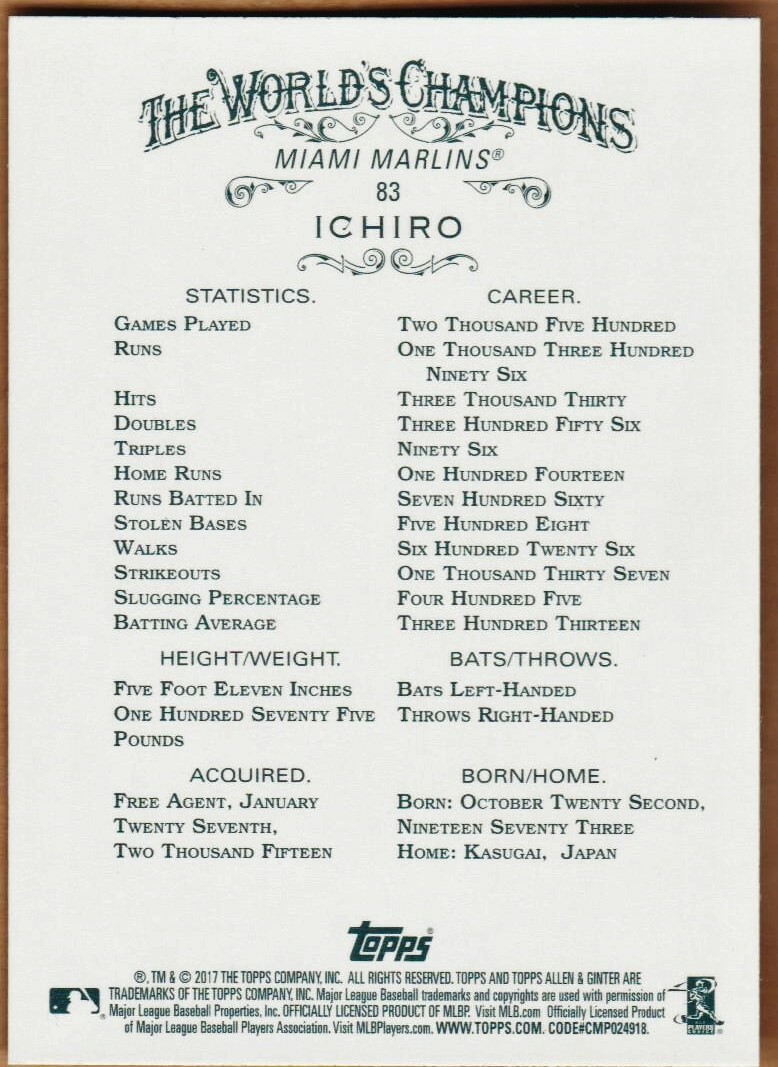 THE WORLD'S CHAMPIONS
MIAMI MARLINS®
83
ICHIRO
STATISTICS. CAREER.
GAMES PLAYED TWO THOUSAND FIVE HUNDRED
RUNS ONE THOUSAND THREE HUNDRED
NINETY SIX
HITS THREE THOUSAND THIRTY
DOUBLES THREE HUNDRED FIFTY SIX
TRIPLES NINETY SIX
HOME RUNS ONE HUNDRED FOURTEEN
RUNS BATTED IN SEVEN HUNDRED SIXTY
STOLEN BASES FIVE HUNDRED EIGHT
WALKS SIX HUNDRED TWENTY SIX
STRIKEOUTS ONE THOUSAND THIRTY SEVEN
SLUGGING PERCENTAGE FOUR HUNDRED FIVE
BATTING AVERAGE THREE HUNDRED THIRTEEN
HEIGHT/WEIGHT. BATS/THROWS.
FIVE FOOT ELEVEN INCHES BATS LEFT-HANDED
ONE HUNDRED SEVENTY FIVE THROWS RIGHT-HANDED
POUNDS
ACQUIRED. BORN/HOME.
FREE AGENT, JANUARY BORN: OCTOBER TWENTY SECOND,
TWENTY SEVENTH, NINETEEN SEVENTY THREE
TWO THOUSAND FIFTEEN HOME: KASUGAI, JAPAN
TOPPS®
®, TM & © 2017 THE TOPPS COMPANY, INC. ALL RIGHTS RESERVED. TOPPS AND TOPPS ALLEN & GINTER ARE
TRADEMARKS OF THE TOPPS COMPANY, INC. Major League Baseball trademarks and copyrights are used with permission of
Major League Baseball Properties, Inc. OFFICIALLY LICENSED PRODUCT OF MLBP. Visit MLB.com Officially Licensed Product
of Major League Baseball Players Association. Visit MLBPlayers.com. WWW.TOPPS.COM. CODE#CMP024918.